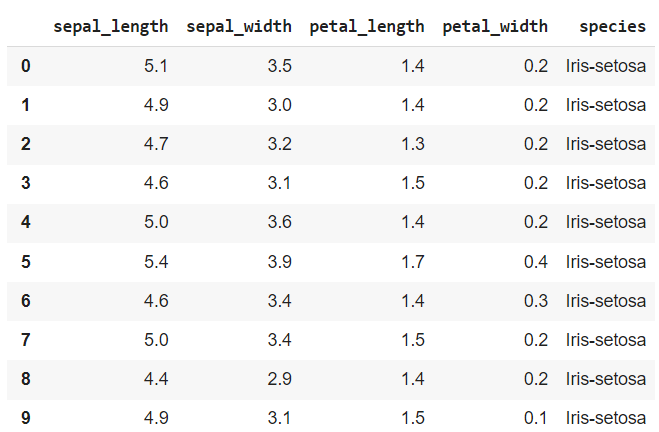 sepal_length sepal_width petal_length petal_width species
0 5.1 3.5 1.4 0.2 Iris-setosa
1 4.9 3.0 1.4 0.2 Iris-setosa
2 4.7 3.2 1.3 0.2 Iris-setosa
3 4.6 3.1 1.5 0.2 Iris-setosa
4 5.0 3.6 1.4 0.2 Iris-setosa
5 5.4 3.9 1.7 0.4 Iris-setosa
6 4.6 3.4 1.4 0.3 Iris-setosa
7 5.0 3.4 1.5 0.2 Iris-setosa
8 4.4 2.9 1.4 0.2 Iris-setosa
9 4.9 3.1 1.5 0.1 Iris-setosa